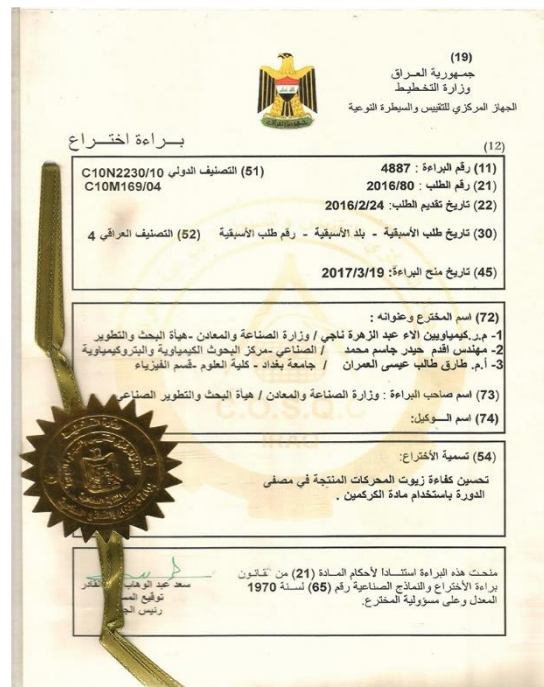 (19)
جمهورية العراق
وزارة التخطيط
الجهاز المركزي للتقييس والسيطرة النوعية
براءة اختراع
(12)
(11) رقم البراءة : 4887 (51) التصنيف الدولي C10N2230/10
(21) رقم الطلب : 2016/80 C10M169/04
(22) تاريخ تقديم الطلب: 2016/2/24
(30) تاريخ طلب الأسبقية - بلد الأسبقية - رقم طلب الأسبقية (52) التصنيف العراقي 4
(45) تاريخ منح البراءة: 2017/3/19
(72) اسم المخترع وعنوانه :
1- م.ر.كيمياويين الاء عبد الزهرة ناجي / وزارة الصناعة والمعادن -هيأة البحث والتطوير
2- مهندس اقدم حيدر جاسم محمد / الصناعي -مركز البحوث الكيمياوية والبتروكيمياوية
3- أ.م. طارق طالب عيسى العمران / جامعة بغداد - كلية العلوم -قسم الفيزياء
(73) اسم صاحب البراءة : وزارة الصناعة والمعادن / هيأة البحث والتطوير الصناعي
(74) اسم الـوكيل:
C.O.S.Q.C
IRAQ
(54) تسمية الأختراع:
تحسين كفاءة زيوت المحركات المنتجة في مصفى
الدورة باستخدام مادة الكركمين .
منحت هذه البراءة استناداً لأحكام المادة (21) من قانون
براءة الأختراع والنماذج الصناعية رقم (65) لسنة 1970
المعدل وعلى مسؤولية المخترع.
سعد عبد الوهاب
توقيع
رئيس